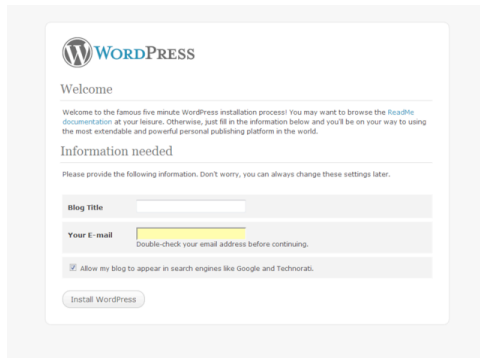 WORDPRESS
Welcome
Welcome to the famous five minute WordPress installation process! You may want to browse the ReadMe
documentation at your leisure. Otherwise, just fill in the information below and you'll be on your way to using
the most extendable and powerful personal publishing platform in the world.
Information needed
Please provide the following information. Don't worry, you can always change these settings later.
Blog Title
Your E-mail
Double-check your email address before continuing.
Allow my blog to appear in search engines like Google and Technorati.
Install WordPress